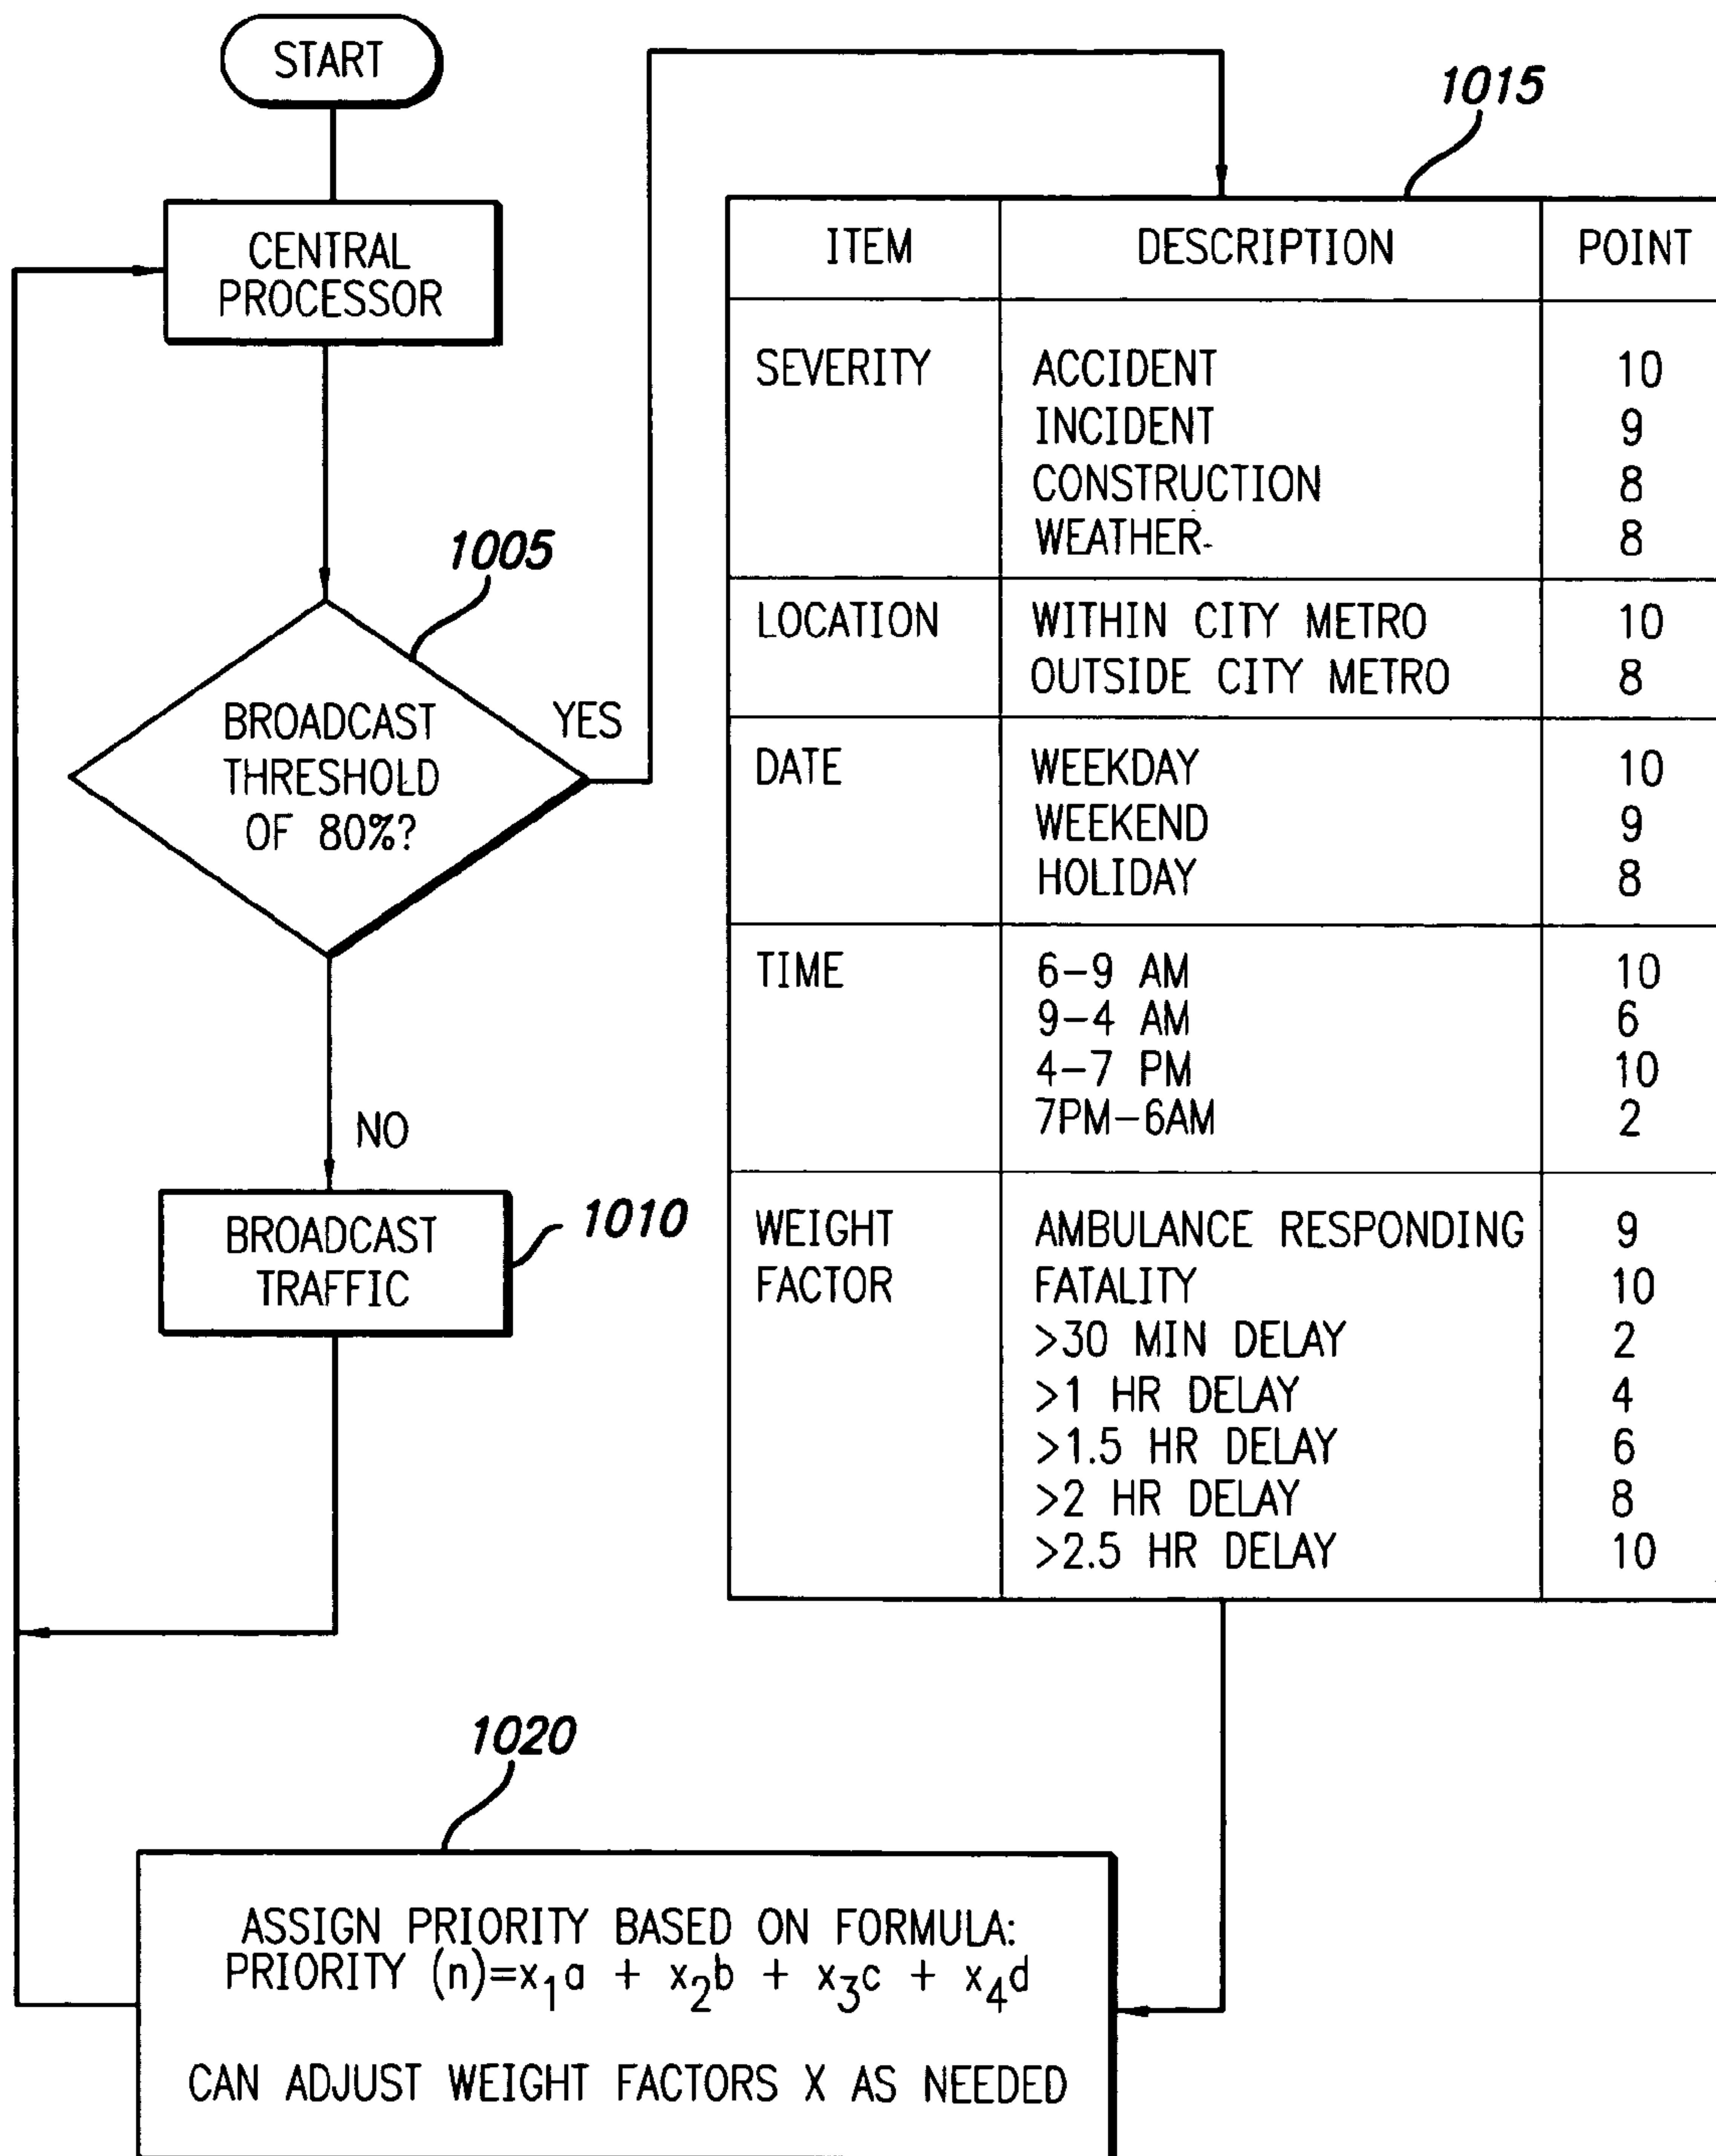 START
CENTRAL
PROCESSOR
1005
BROADCAST
THRESHOLD
OF 80%?
YES
NO
BROADCAST
TRAFFIC
1010
1015
ITEM DESCRIPTION POINT
SEVERITY ACCIDENT 10
INCIDENT 9
CONSTRUCTION 8
WEATHER 8
LOCATION WITHIN CITY METRO 10
OUTSIDE CITY METRO 8
DATE WEEKDAY 10
WEEKEND 9
HOLIDAY 8
TIME 6-9 AM 10
9-4 AM 6
4-7 PM 10
7PM-6AM 2
WEIGHT AMBULANCE RESPONDING 9
FACTOR FATALITY 10
>30 MIN DELAY 2
>1 HR DELAY 4
>1.5 HR DELAY 6
>2 HR DELAY 8
>2.5 HR DELAY 10
1020
ASSIGN PRIORITY BASED ON FORMULA:
PRIORITY (n)=x₁a + x₂b + x₃c + x₄d
CAN ADJUST WEIGHT FACTORS X AS NEEDED